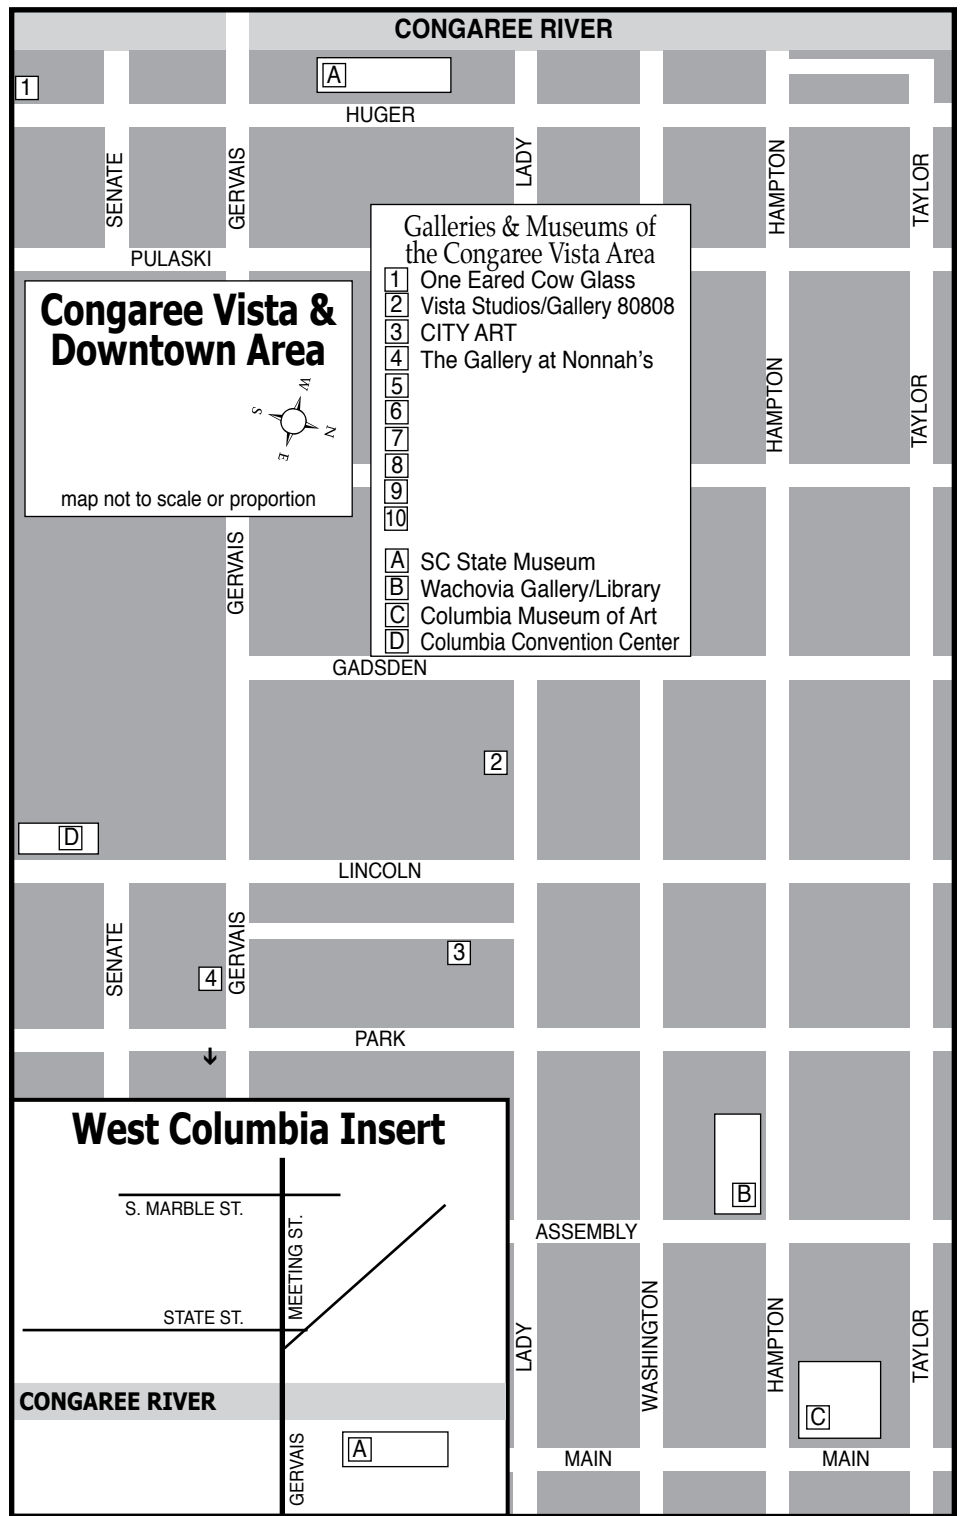 CONGAREE RIVER
A
1
HUGER
SENATE
GERVAIS
LADY
HAMPTON
TAYLOR
PULASKI
Galleries & Museums of
the Congaree Vista Area
1 One Eared Cow Glass
2 Vista Studios/Gallery 80808
3 CITY ART
4 The Gallery at Nonnah's
5
6
7
8
9
10
A SC State Museum
B Wachovia Gallery/Library
C Columbia Museum of Art
D Columbia Convention Center
Congaree Vista &
Downtown Area
W
S
N
E
map not to scale or proportion
HAMPTON
TAYLOR
GERVAIS
GADSDEN
2
D
LINCOLN
SENATE
GERVAIS
3
4
PARK
West Columbia Insert
S. MARBLE ST.
MEETING ST.
STATE ST.
CONGAREE RIVER
GERVAIS
A
B
ASSEMBLY
LADY
WASHINGTON
HAMPTON
TAYLOR
C
MAIN
MAIN